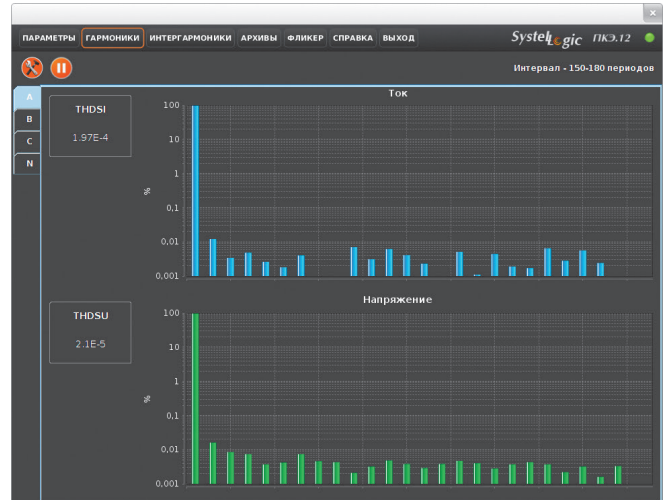 ПАРАМЕТРЫ ГАРМОНИКИ ИНТЕРГАРМОНИКИ АРХИВЫ ФЛИКЕР СПРАВКА ВЫХОД SystelLogic ПКЭ.12
Интервал - 150-180 периодов
A
B
C
N
THDSI
1.97E-4
Ток
%
100
10
1
0,1
0,01
0,001
THDSU
2.1E-5
Напряжение
%
100
10
1
0,1
0,01
0,001